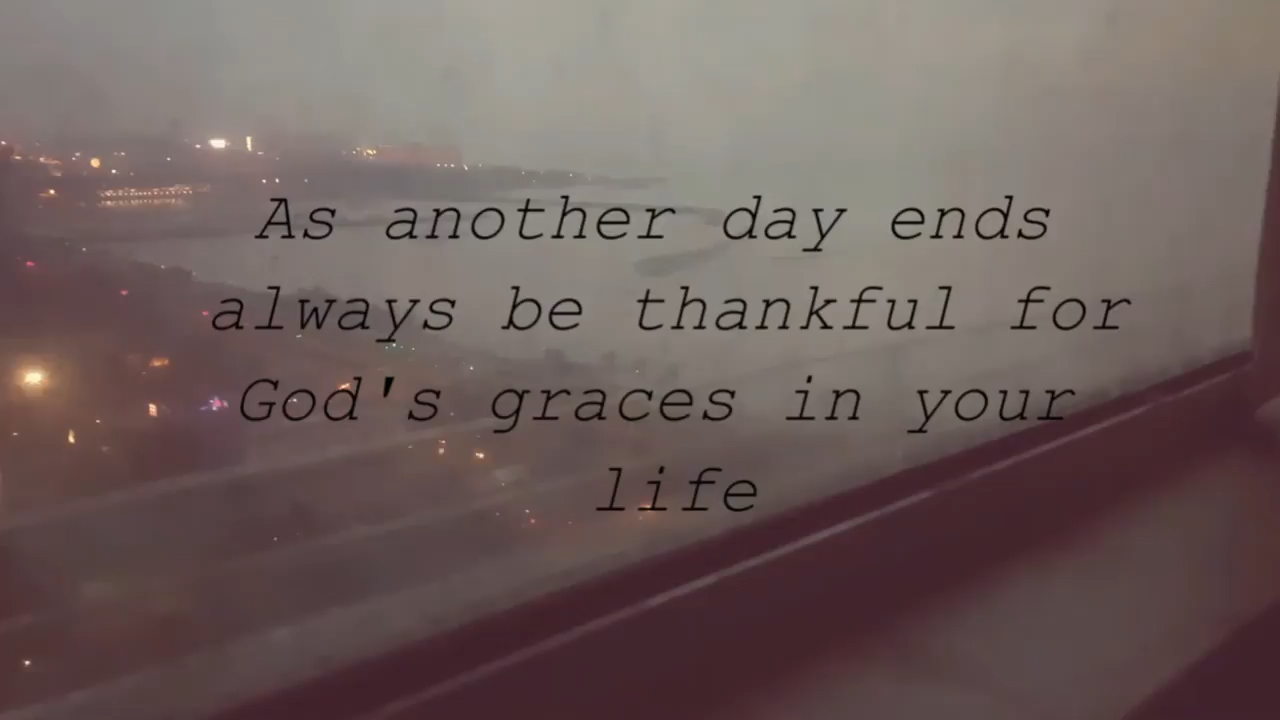 As another day ends
always be thankful for
God's graces in your
life